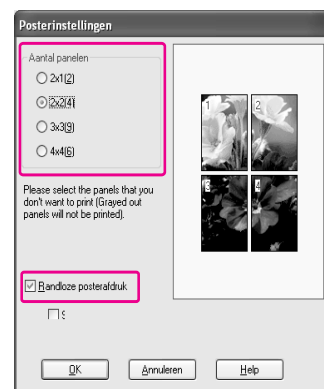 Posterinstellingen
Aantal panelen
2x1(2)
2x2(4)
3x3(9)
4x4(6)
1 2
3 4
Please select the panels that you
don't want to print (Grayed out
panels will not be printed).
Randloze posterafdruk
OK Annuleren Help